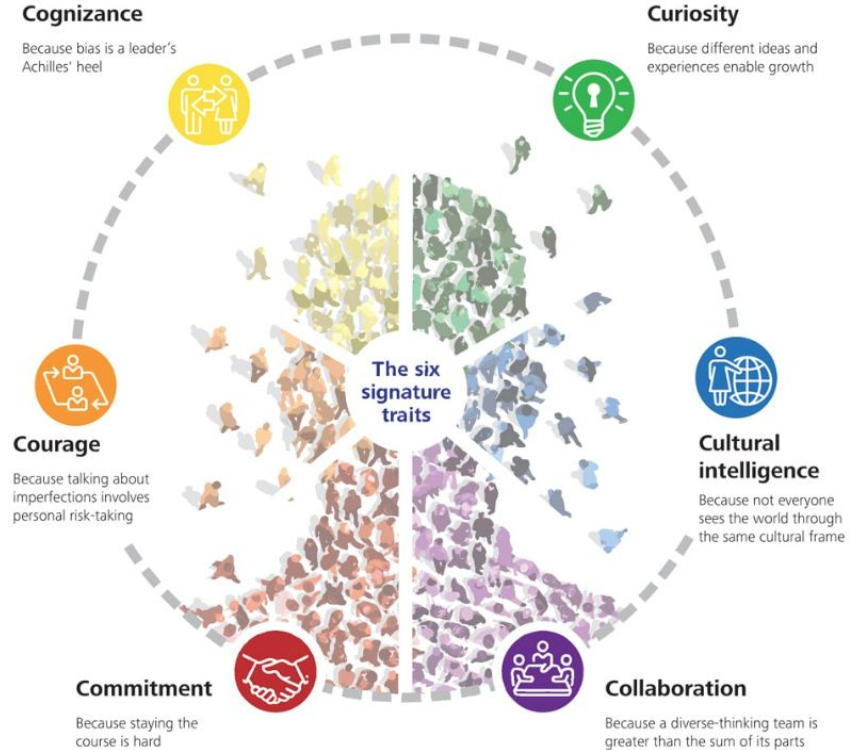 Cognizance
Because bias is a leader's
Achilles' heel
Curiosity
Because different ideas and
experiences enable growth
The six
signature
traits
Courage
Because talking about
imperfections involves
personal risk-taking
Cultural
intelligence
Because not everyone
sees the world through
the same cultural frame
Commitment
Because staying the
course is hard
Collaboration
Because a diverse-thinking team is
greater than the sum of its parts